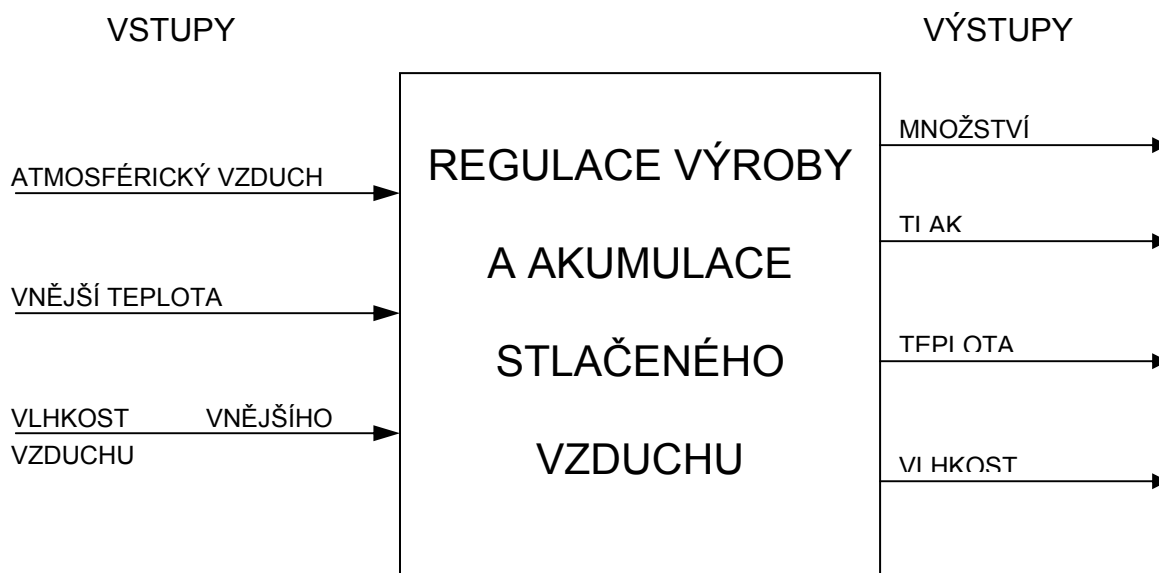 VSTUPY
VÝSTUPY
ATMOSFÉRICKÝ VZDUCH
VNĚJŠÍ TEPLOTA
VLHKOST VNĚJŠÍHO
VZDUCHU
REGULACE VÝROBY
A AKUMULACE
STLAČENÉHO
VZDUCHU
MNOŽSTVÍ
TLAK
TEPLOTA
VLHKOST